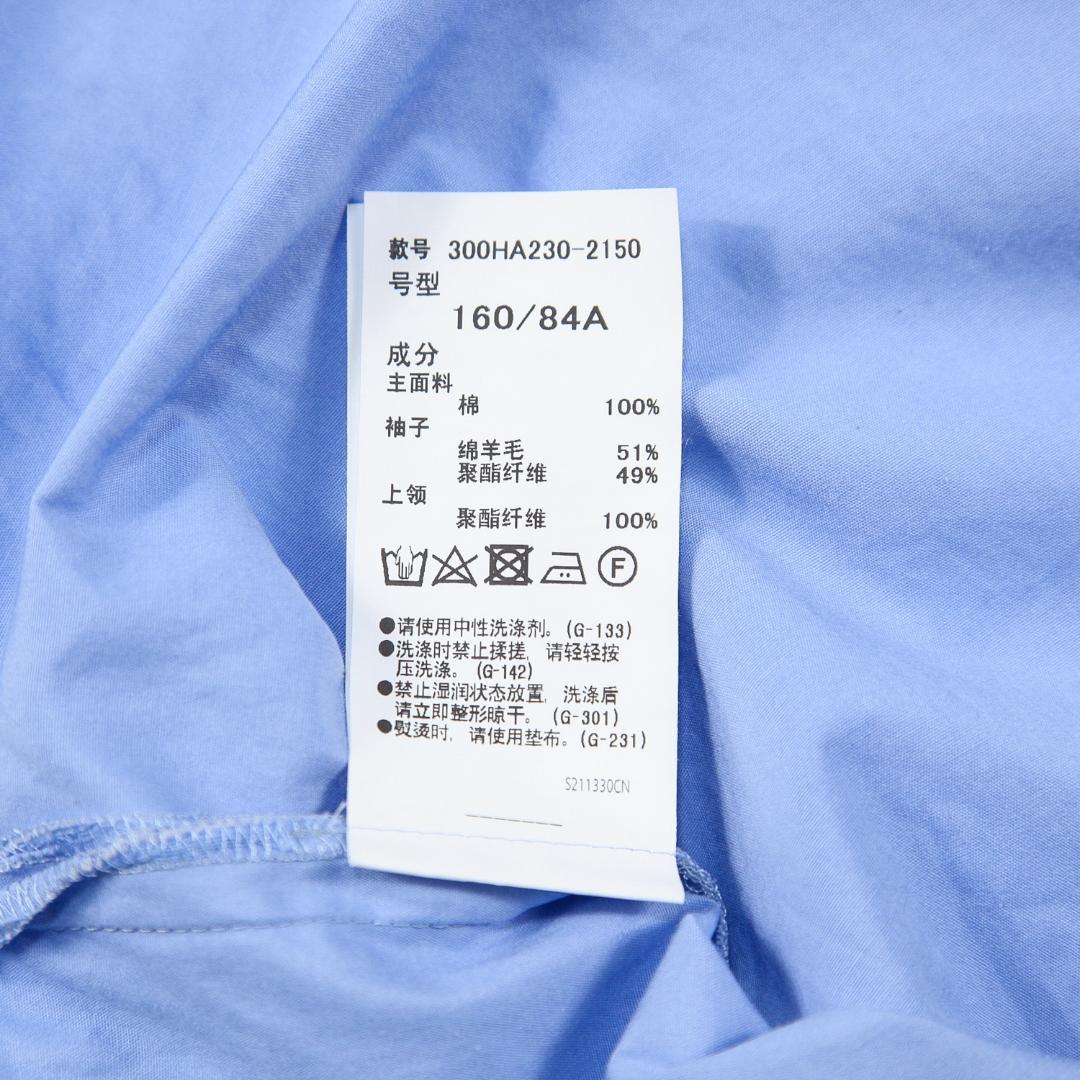 款号 300HA230-2150
号型
160/84A
成分
主面料
棉 100%
袖子
绵羊毛 51%
聚酯纤维 49%
上领
聚酯纤维 100%
F
●请使用中性洗涤剂。(G-133)
●洗涤时禁止揉搓, 请轻轻按
压洗涤。(G-142)
●禁止湿润状态放置, 洗涤后
请立即整形晾干。(G-301)
●熨烫时, 请使用垫布。(G-231)
S211330CN